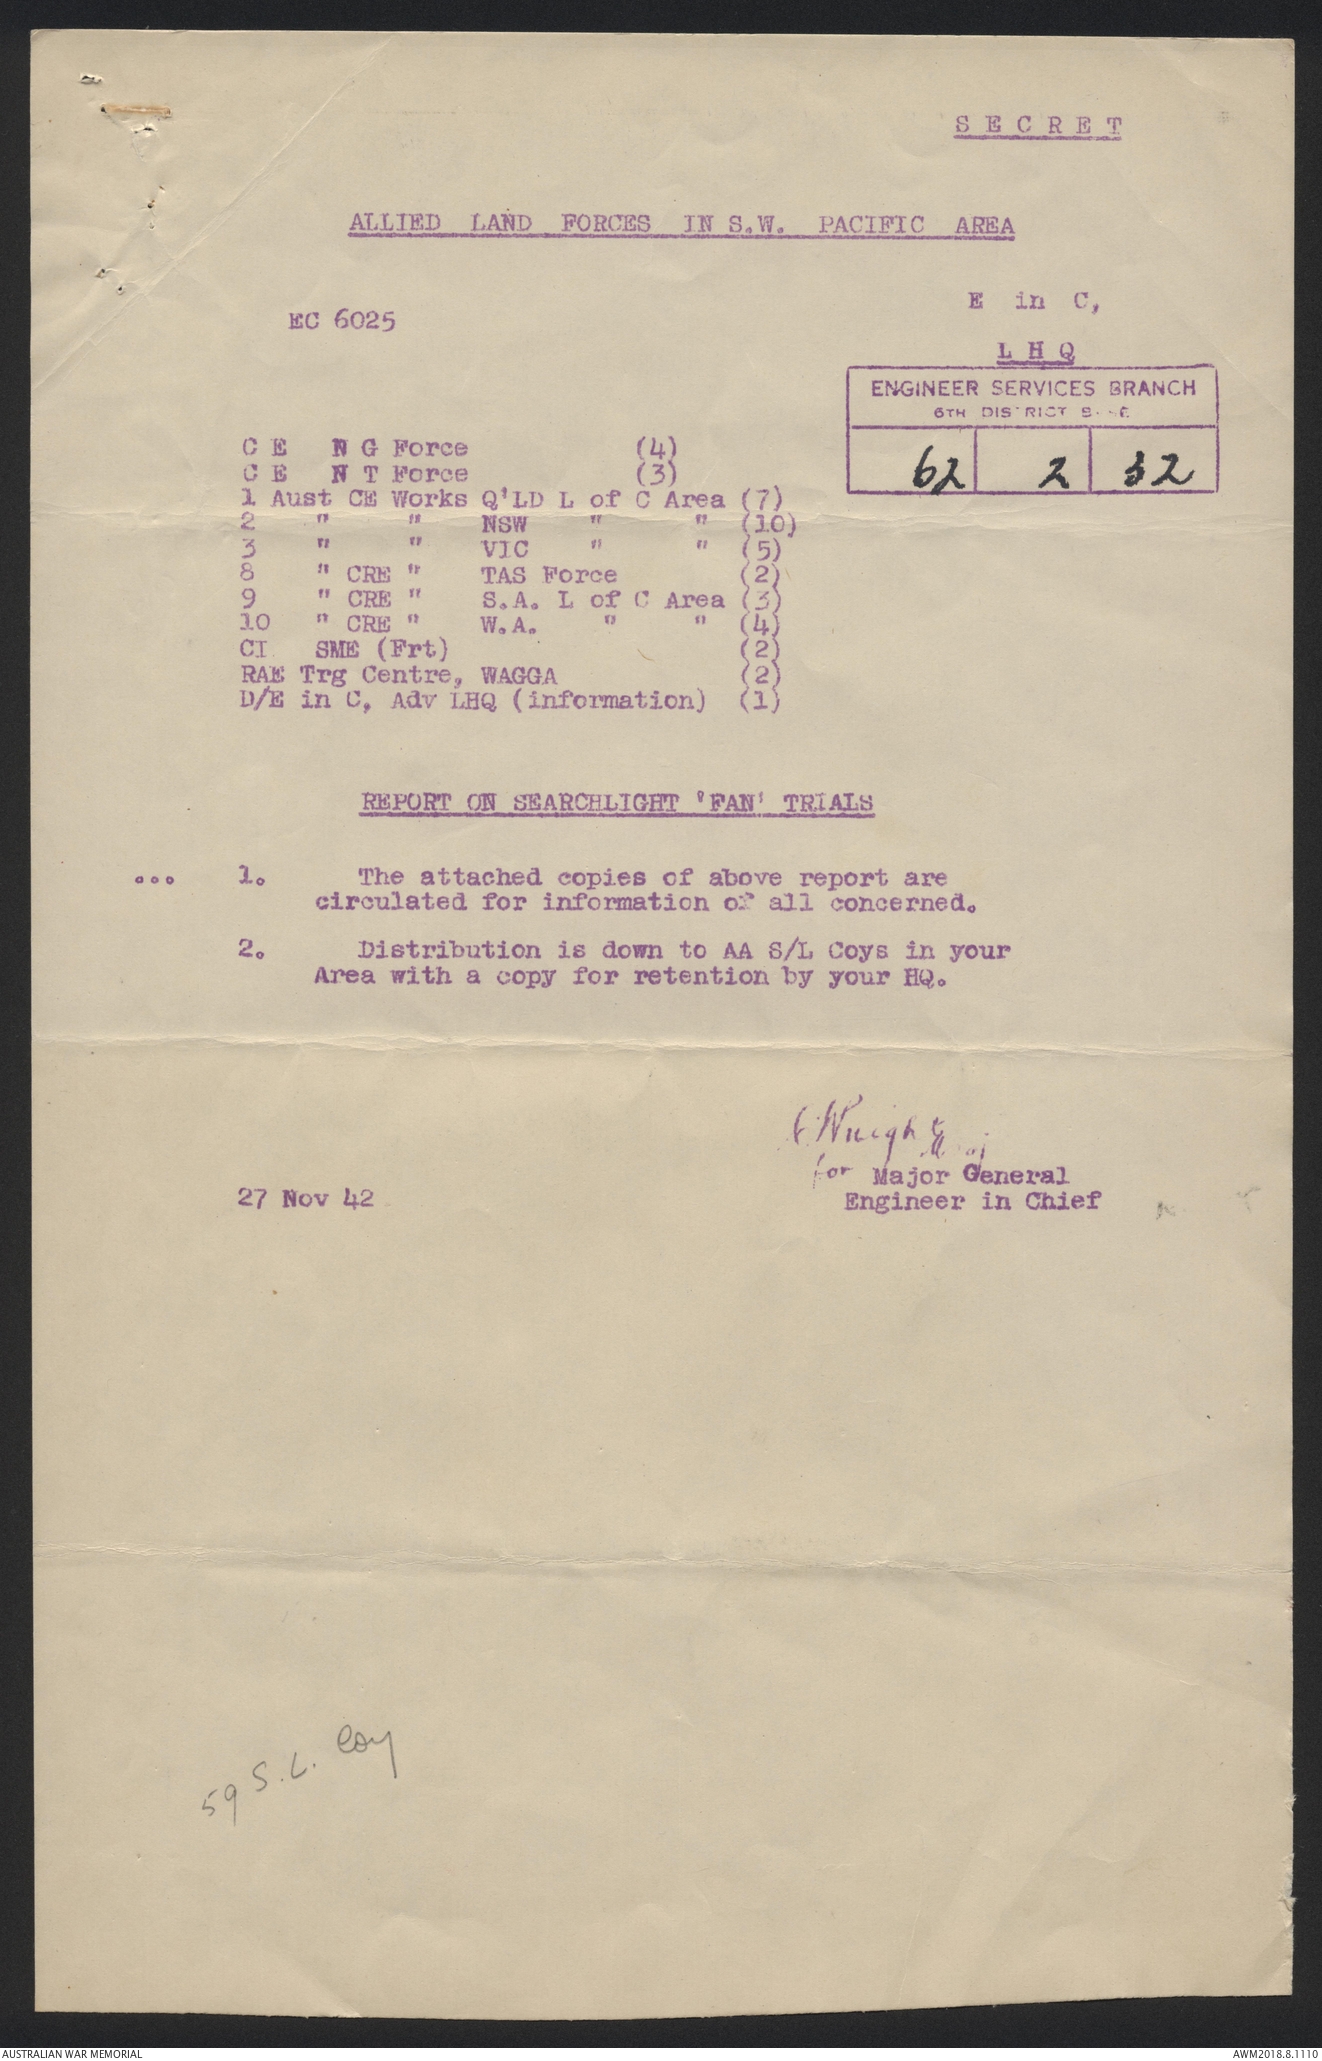 S E C R E T
ALLIED LAND FORCES IN S.W. PACIFIC AREA
E in C,
EC 6025
L H Q
ENGINEER SERVICES BRANCH
6TH DISTRICT
62 2 32
C E N G Force (4)
C E N T Force (3)
1 Aust CE Works Q'LD L of C Area (7)
2 " " NSW " " (10)
3 " " VIC " " (5)
8 " CRE " TAS Force (2)
9 " CRE " S.A. L of C Area (3)
10 " CRE " W.A. " " (4)
CI SME (Frt) (2)
RAE Trg Centre, WAGGA (2)
D/E in C, Adv LHQ (information) (1)
REPORT ON SEARCHLIGHT 'FAN' TRIALS
... 1. The attached copies of above report are
circulated for information of all concerned.
2. Distribution is down to AA S/L Coys in your
Area with a copy for retention by your HQ.
for Major General
27 Nov 42
Engineer in Chief
59 S.L. Coy
AUSTRALIAN WAR MEMORIAL
AWM2018.8.1110